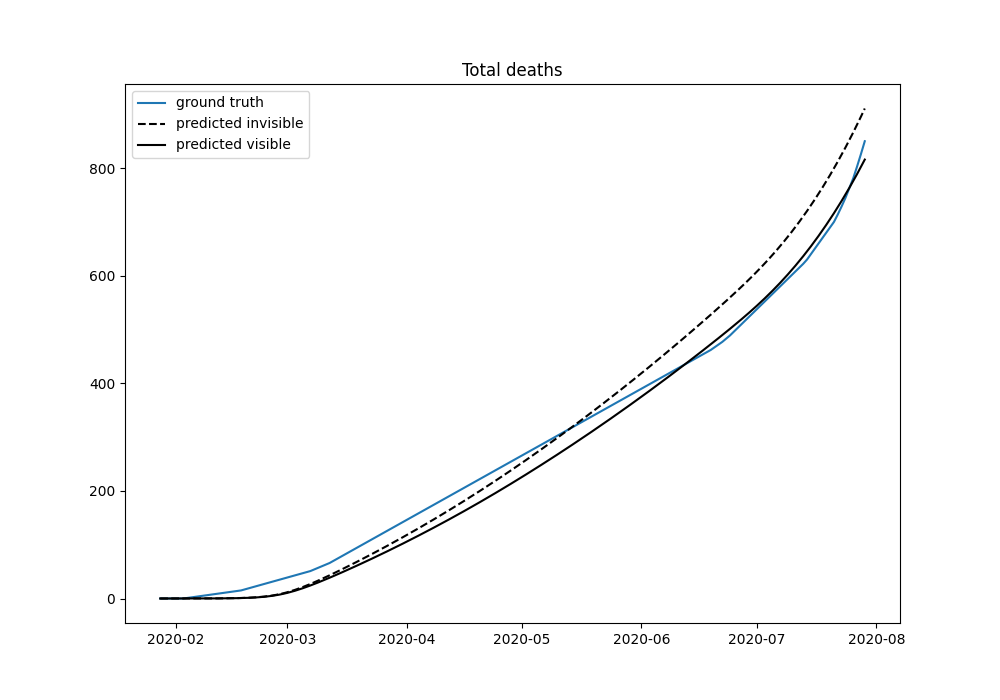 Total deaths
ground truth
predicted invisible
predicted visible
800
600
400
200
0
2020-02 2020-03 2020-04 2020-05 2020-06 2020-07 2020-08